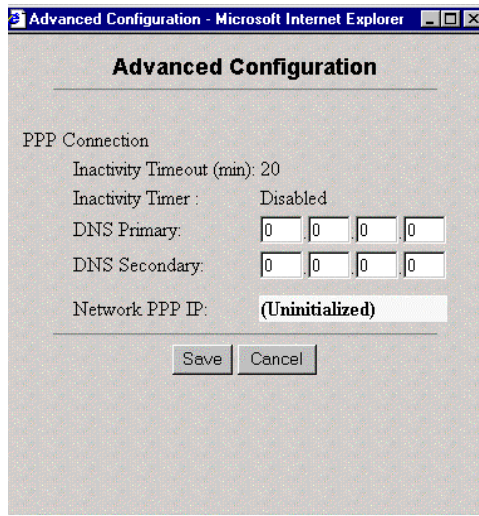 Advanced Configuration - Microsoft Internet Explorer
Advanced Configuration
PPP Connection
Inactivity Timeout (min): 20
Inactivity Timer : Disabled
DNS Primary: 0 . 0 . 0 . 0
DNS Secondary: 0 . 0 . 0 . 0
Network PPP IP: (Uninitialized)
Save Cancel